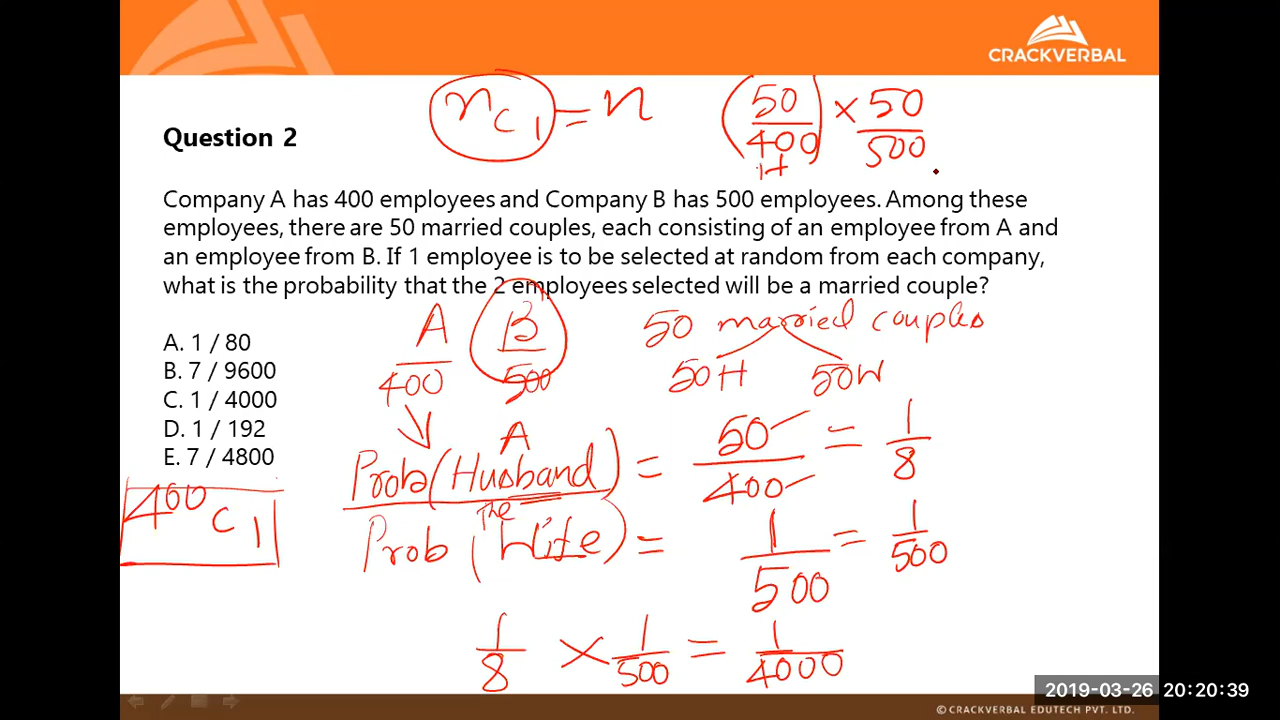 CRACKVERBAL
nC1 = n
(50/400) × 50/500
H
Question 2
Company A has 400 employees and Company B has 500 employees. Among these
employees, there are 50 married couples, each consisting of an employee from A and
an employee from B. If 1 employee is to be selected at random from each company,
what is the probability that the 2 employees selected will be a married couple?
A B
400 500
50 married couples
50H 50W
A. 1 / 80
B. 7 / 9600
C. 1 / 4000
D. 1 / 192
E. 7 / 4800
400C1
A
Prob(Husband) = 50/400 = 1/8
the
Prob (Wife) = 1/500 = 1/500
1/8 × 1/500 = 1/4000
2019-03-26 20:20:39
© CRACKVERBAL EDUTECH PVT. LTD.